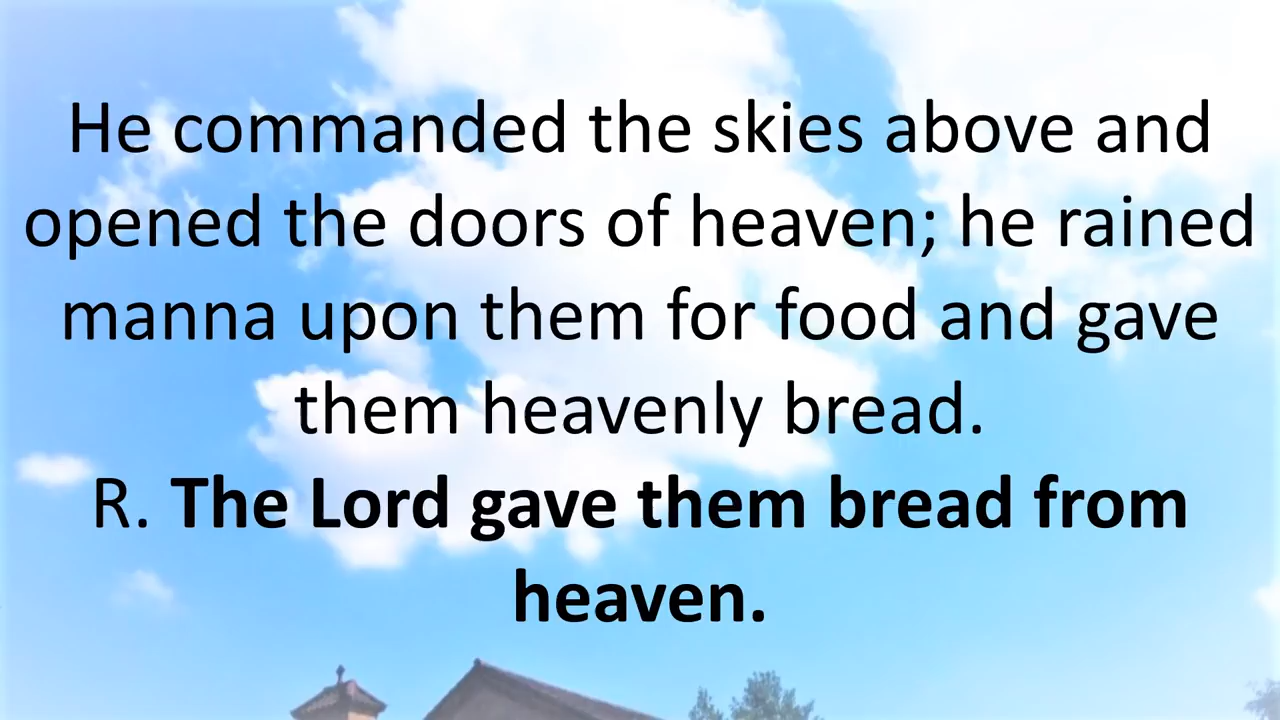 He commanded the skies above and
opened the doors of heaven; he rained
manna upon them for food and gave
them heavenly bread.
R. The Lord gave them bread from
heaven.